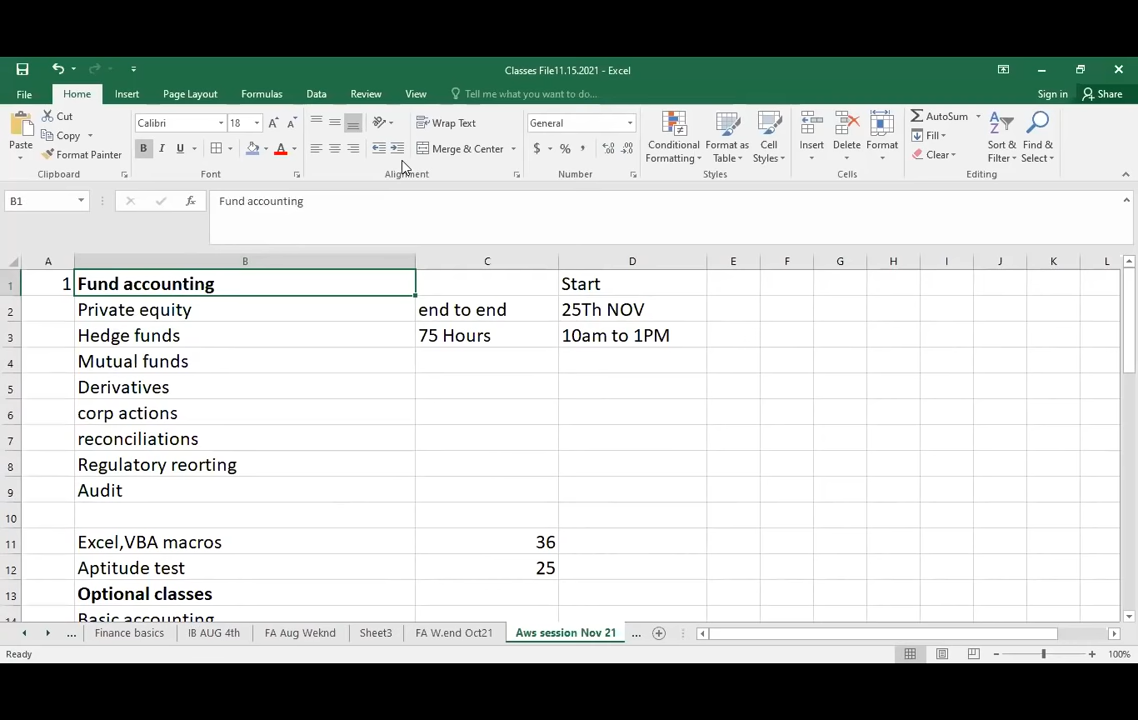 Classes File11.15.2021 - Excel
File Home Insert Page Layout Formulas Data Review View Tell me what you want to do... Sign in Share
Paste Cut Copy Format Painter Clipboard
Calibri 18 A A B I U A Font
Wrap Text Merge & Center Alignment
General $ % , Number
Conditional Formatting Format as Table Cell Styles Styles
Insert Delete Format Cells
AutoSum Fill Clear Sort & Filter Find & Select Editing
B1 fx Fund accounting
A B C D E F G H I J K L
1 1 Fund accounting Start
2 Private equity end to end 25Th NOV
3 Hedge funds 75 Hours 10am to 1PM
4 Mutual funds
5 Derivatives
6 corp actions
7 reconciliations
8 Regulatory reorting
9 Audit
10
11 Excel,VBA macros 36
12 Aptitude test 25
13 Optional classes
14 Basic accounting
... Finance basics IB AUG 4th FA Aug Weknd Sheet3 FA W.end Oct21 Aws session Nov 21 ...
Ready 100%